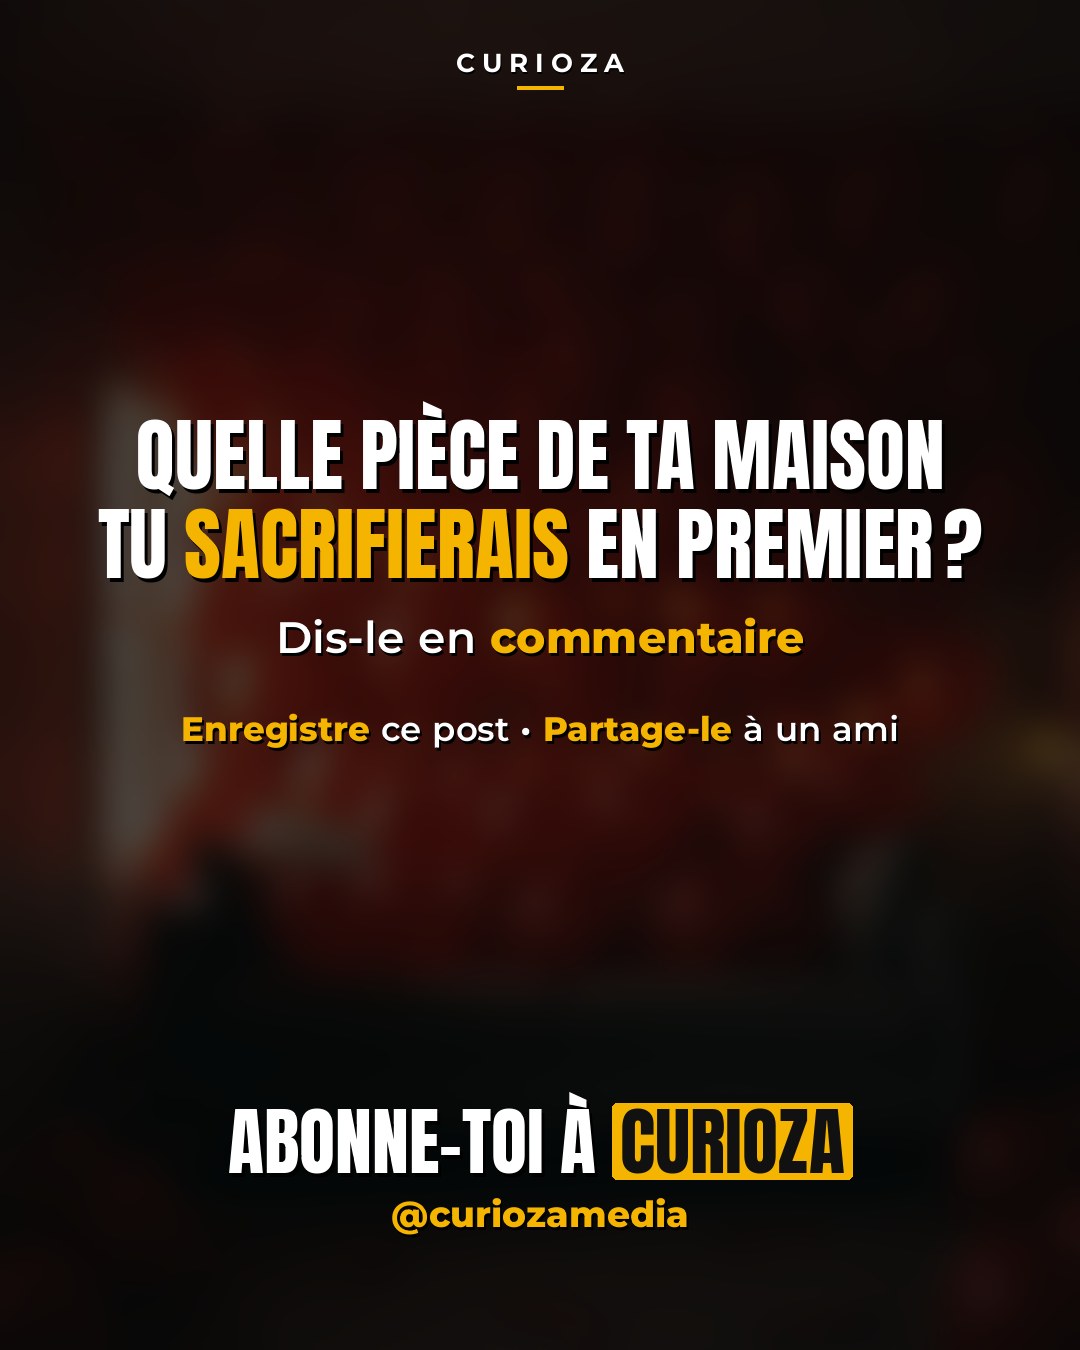 CURIOZA
QUELLE PIÈCE DE TA MAISON
TU SACRIFIERAIS EN PREMIER ?
Dis-le en commentaire
Enregistre ce post • Partage-le à un ami
ABONNE-TOI À CURIOZA
@curiozamedia